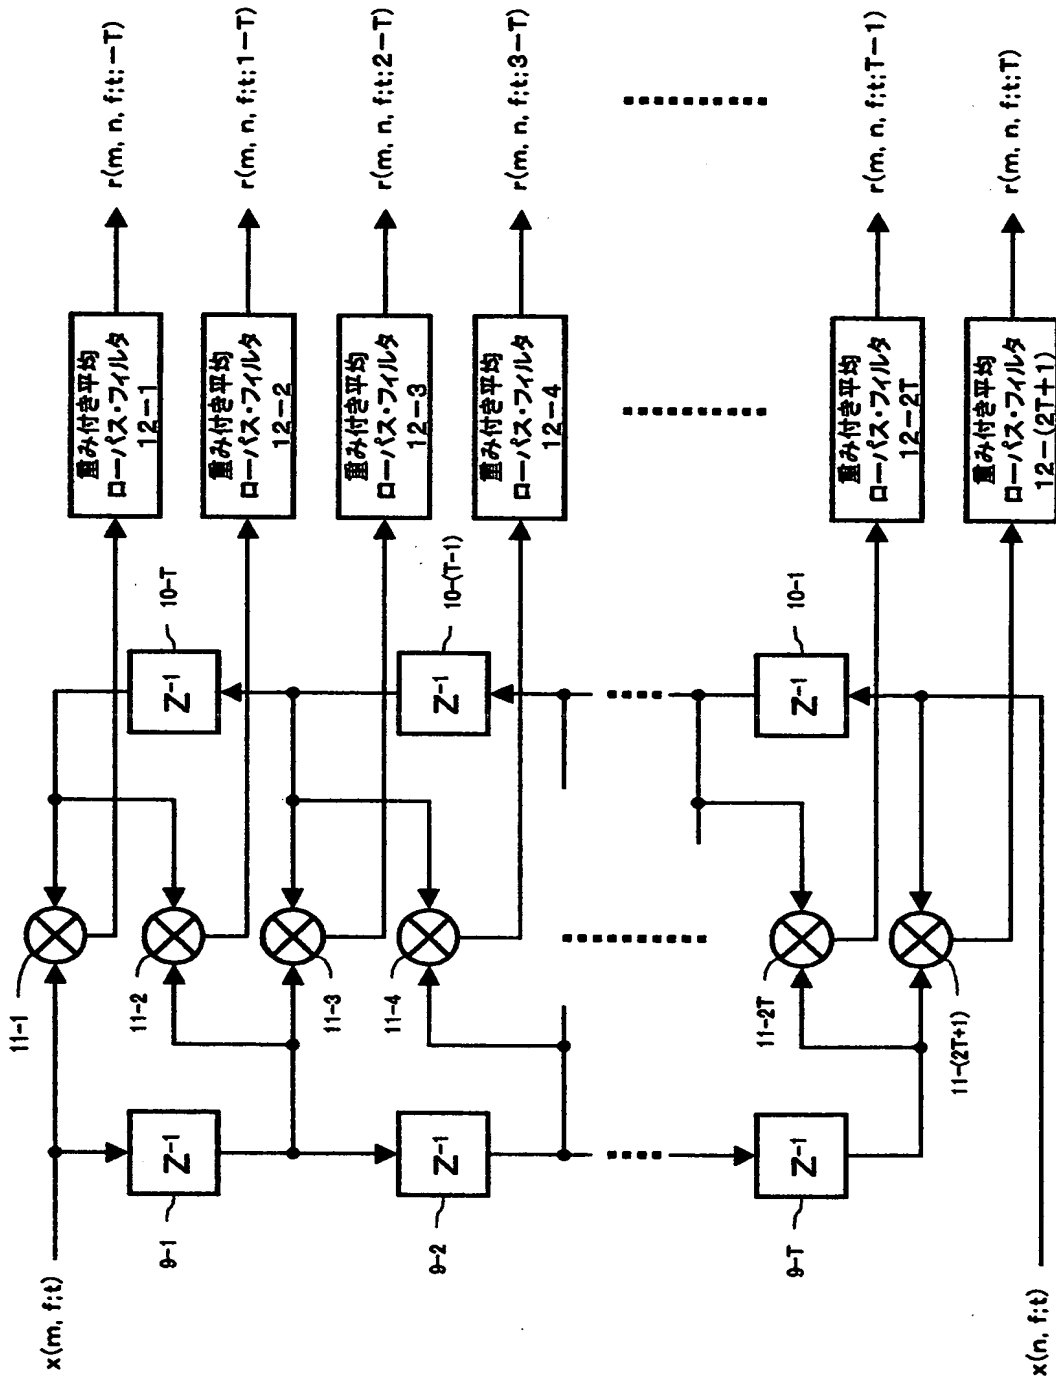 x(m, f;t)
x(n, f;t)
9-1
Z⁻¹
9-2
Z⁻¹
9-T
Z⁻¹
11-1
11-2
11-3
11-4
11-2T
11-(2T+1)
Z⁻¹
10-T
Z⁻¹
10-(T-1)
Z⁻¹
10-1
重み付き平均
ローパス・フィルタ
12-1
重み付き平均
ローパス・フィルタ
12-2
重み付き平均
ローパス・フィルタ
12-3
重み付き平均
ローパス・フィルタ
12-4
重み付き平均
ローパス・フィルタ
12-2T
重み付き平均
ローパス・フィルタ
12-(2T+1)
r(m, n, f;t;-T)
r(m, n, f;t;1-T)
r(m, n, f;t;2-T)
r(m, n, f;t;3-T)
r(m, n, f;t;T-1)
r(m, n, f;t;T)